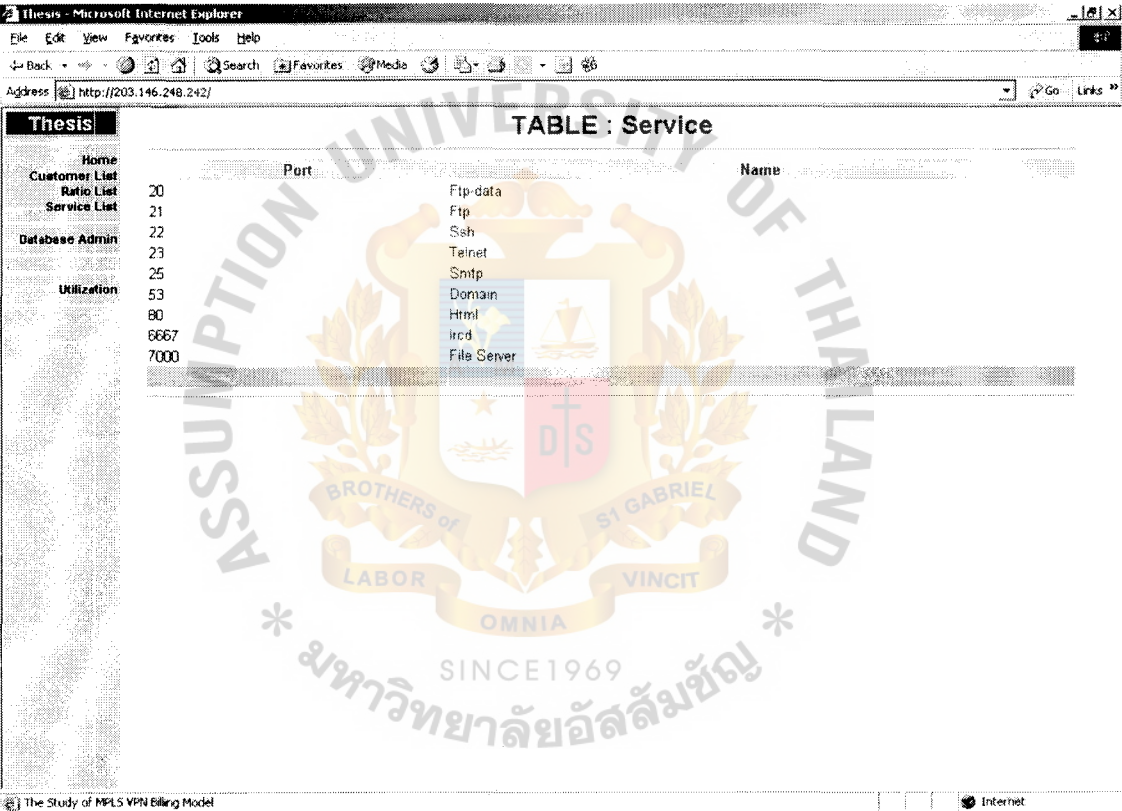 Thesis - Microsoft Internet Explorer
File Edit View Favorites Tools Help
Back Search Favorites Media
Address http://203.146.248.242/ Go Links »
Thesis
Home
Customer List
Ratio List
Service List
Database Admin
Utilization
TABLE : Service
Port Name
20 Ftp-data
21 Ftp
22 Ssh
23 Telnet
25 Smtp
53 Domain
80 Html
6667 ircd
7000 File Server
ASSUMPTION UNIVERSITY OF THAILAND
D S
BROTHERS of ST GABRIEL
LABOR OMNIA VINCIT
SINCE1969
* มหาวิทยาลัยอัสสัมชัญ *
The Study of MPLS VPN Billing Model Internet